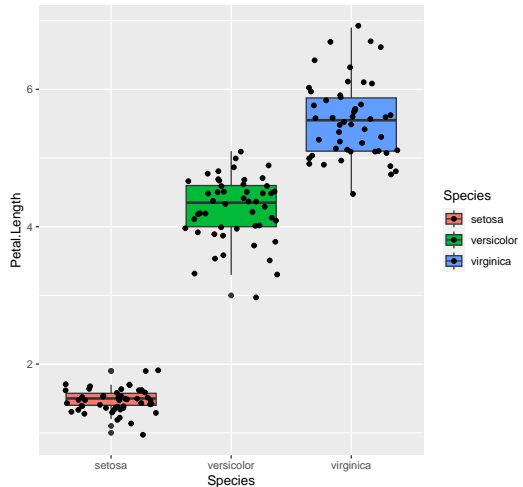 6
4
2
Petal.Length
setosa
versicolor
virginica
Species
Species
setosa
versicolor
virginica